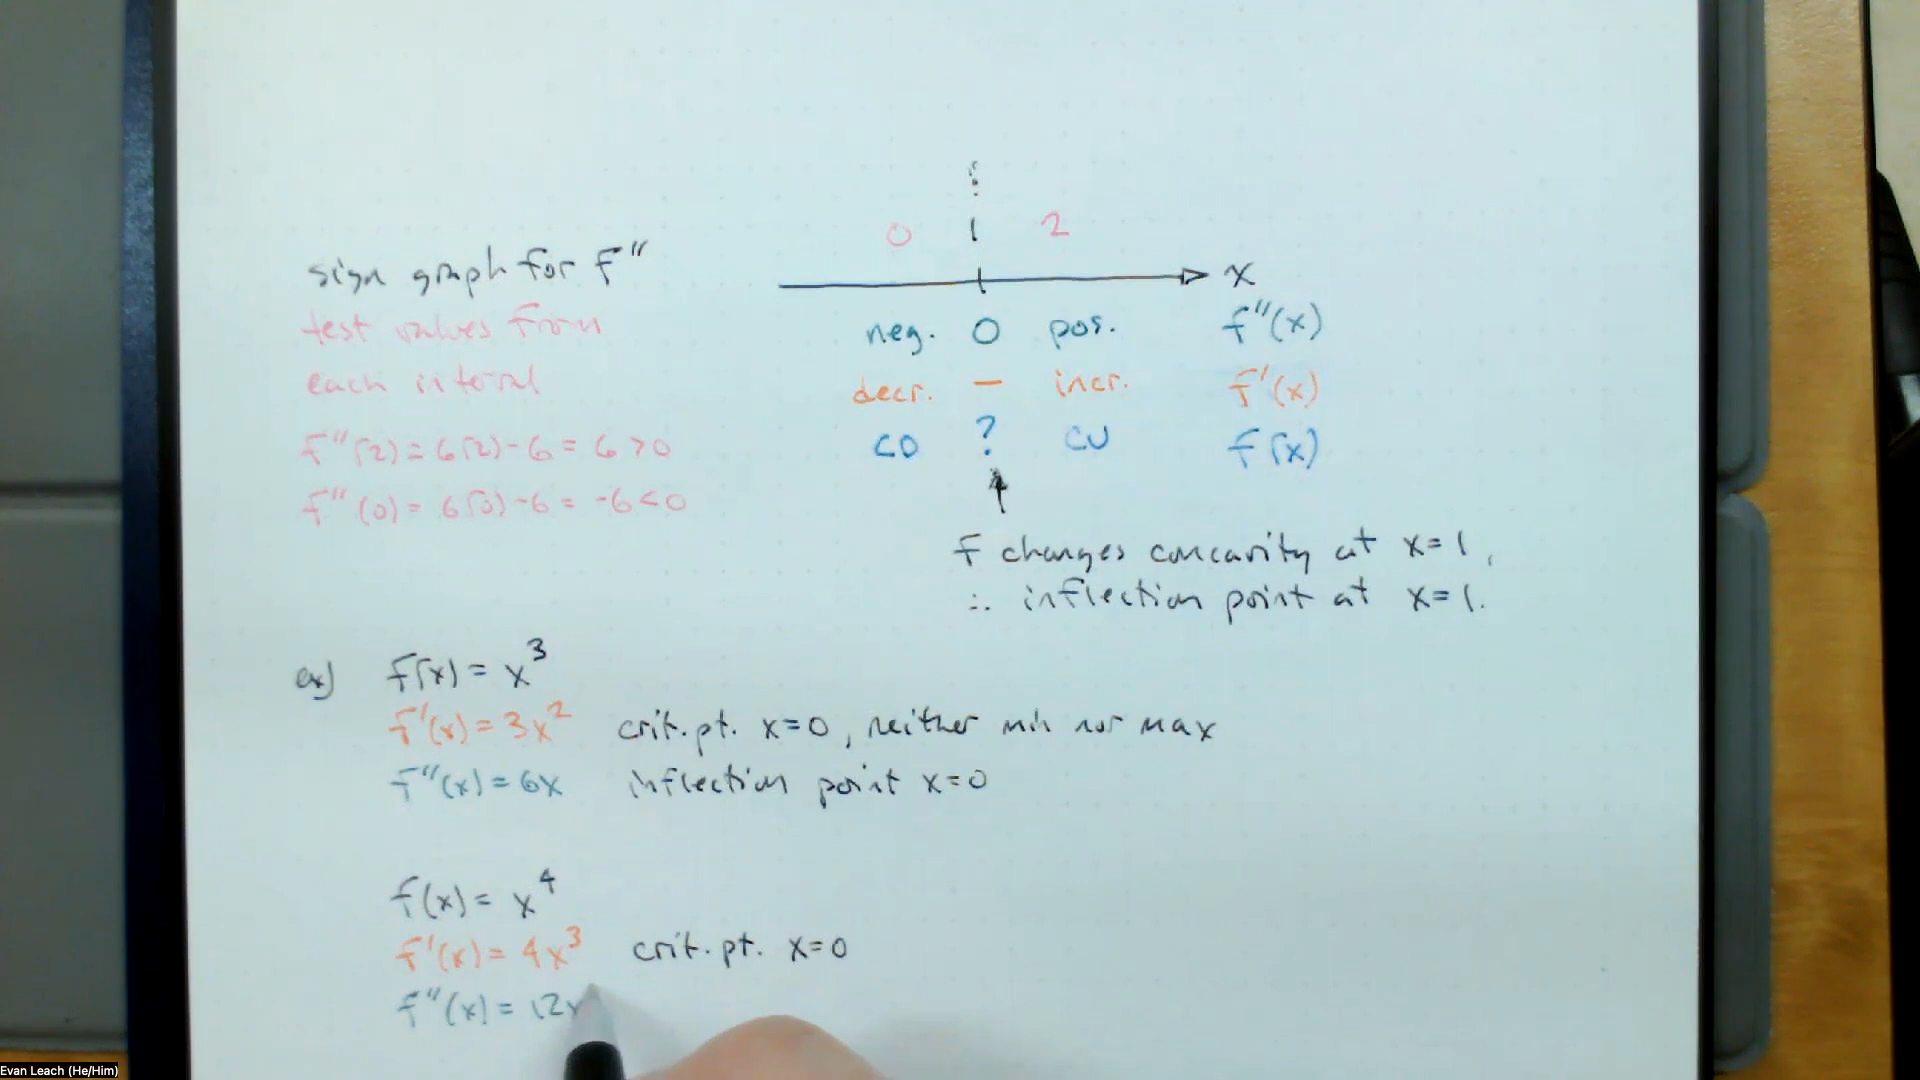 0 1 2
sign graph for f"
x
test values from
each interval
f"(2) = 6(2)-6 = 6 > 0
f"(0) = 6(0)-6 = -6 < 0
neg. 0 pos. f"(x)
decr. – incr. f'(x)
CD ? CU f(x)
f changes concavity at x=1,
∴ inflection point at x=1.
ex) f(x) = x³
f'(x) = 3x² crit. pt. x=0, neither min nor max
f"(x) = 6x inflection point x=0
f(x) = x⁴
f'(x) = 4x³ crit. pt. x=0
f"(x) = 12x
Evan Leach (He/Him)